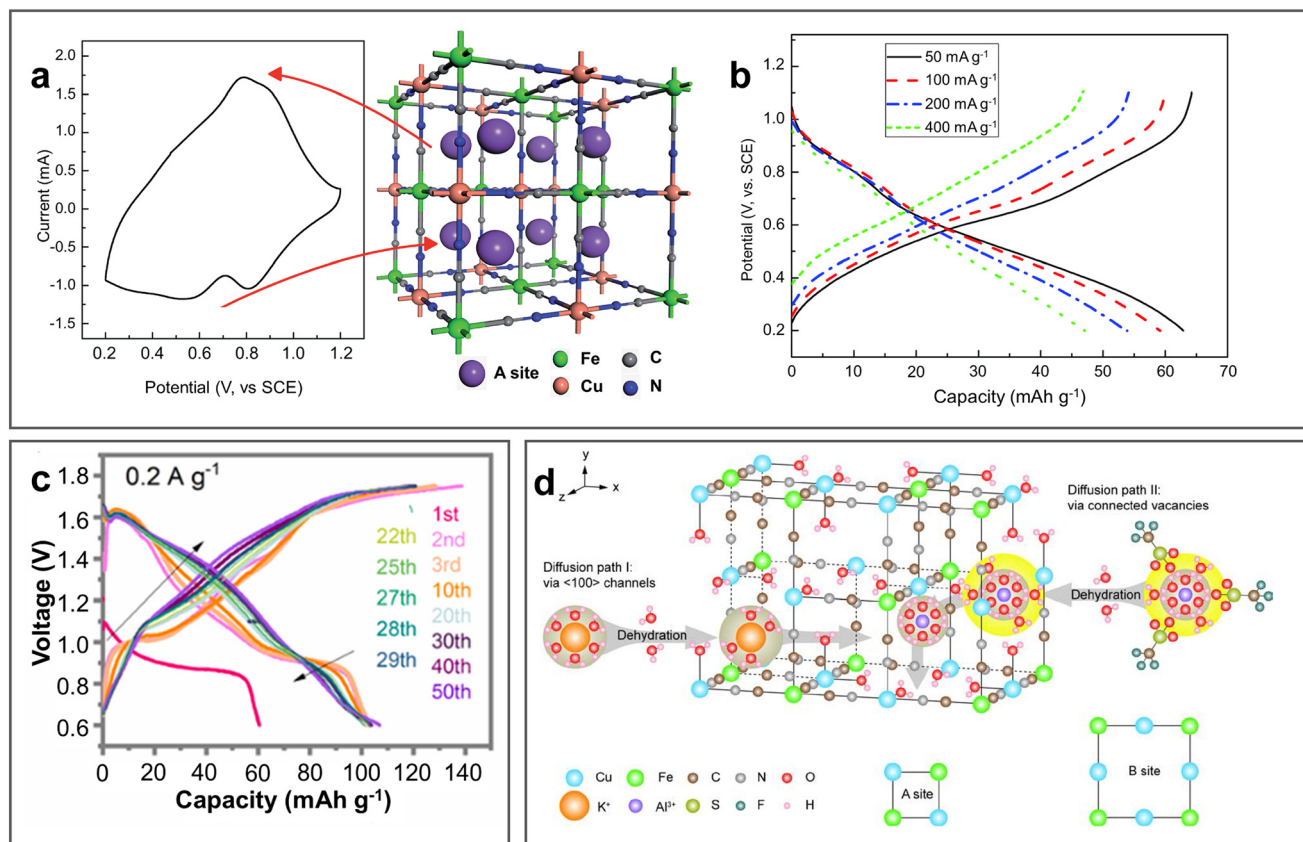 a
2.0
1.5
1.0
0.5
0.0
-0.5
-1.0
-1.5
Current (mA)
0.2 0.4 0.6 0.8 1.0 1.2
Potential (V, vs SCE)
A site
Fe
Cu
C
N
b
50 mA g⁻¹
100 mA g⁻¹
200 mA g⁻¹
400 mA g⁻¹
1.2
1.0
0.8
0.6
0.4
0.2
Potential (V, vs. SCE)
0 10 20 30 40 50 60 70
Capacity (mAh g⁻¹)
c
0.2 A g⁻¹
1.8
1.6
1.4
1.2
1.0
0.8
0.6
Voltage (V)
1st
22th 2nd
25th 3rd
27th 10th
28th 20th
29th 30th
40th
50th
0 20 40 60 80 100 120 140
Capacity (mAh g⁻¹)
d
y
z x
Diffusion path I:
via <100> channels
Dehydration
Diffusion path II:
via connected vacancies
Dehydration
Cu Fe C N O
K⁺ Al³⁺ S F H
A site
B site